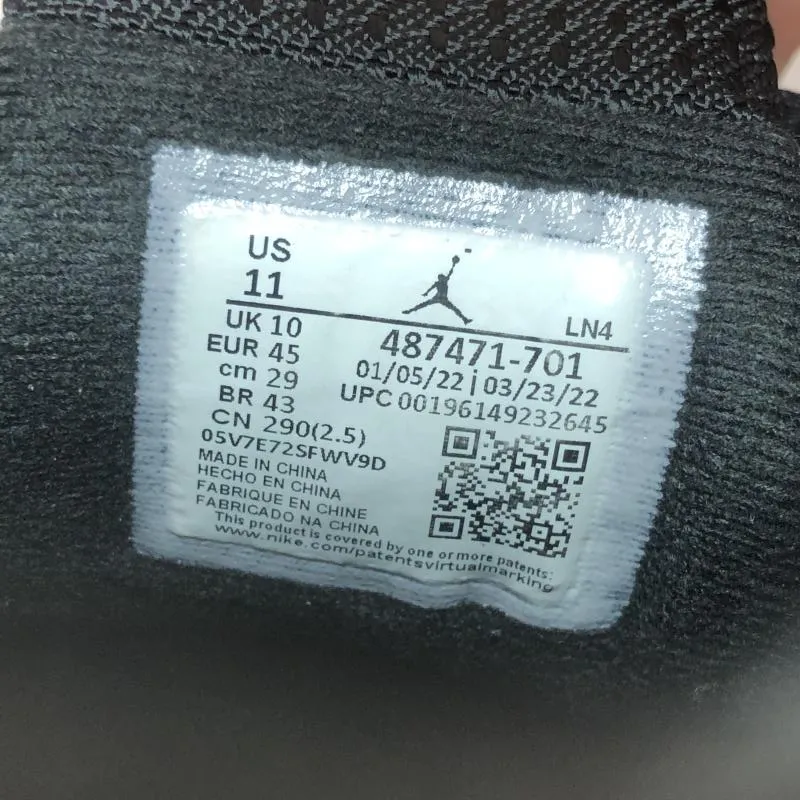 US
11
LN4
UK 10
487471-701
EUR 45
01/05/22 | 03/23/22
cm 29
UPC 00196149232645
BR 43
CN 290(2.5)
05V7E72SFWV9D
MADE IN CHINA
HECHO EN CHINA
FABRIQUE EN CHINE
FABRICADO NA CHINA
This product is covered by one or more patents:
www.nike.com/patentsvirtualmarking